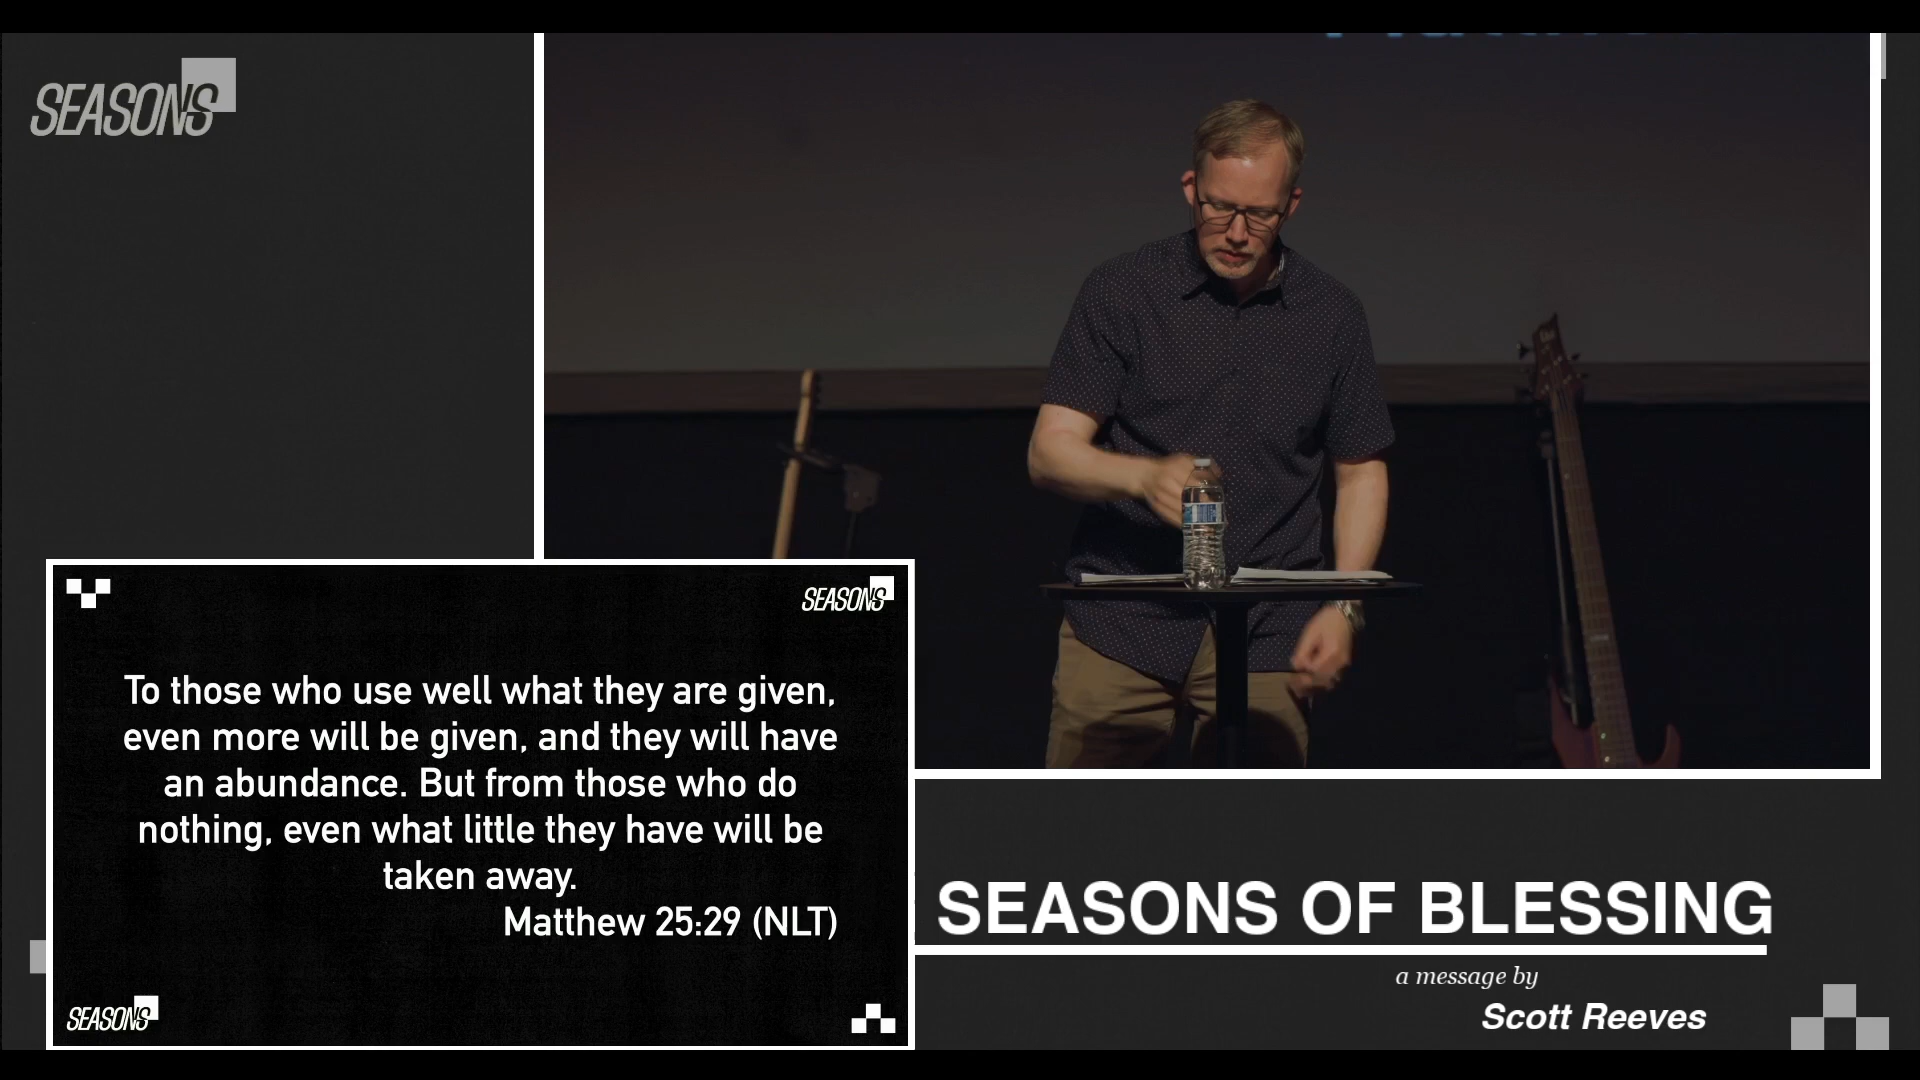 SEASONS
SEASONS
To those who use well what they are given,
even more will be given, and they will have
an abundance. But from those who do
nothing, even what little they have will be
taken away.
Matthew 25:29 (NLT)
SEASONS
SEASONS OF BLESSING
a message by
Scott Reeves